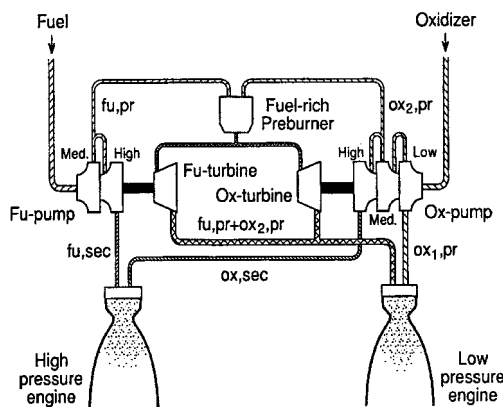 Fuel
Oxidizer
fu,pr
Fuel-rich
Preburner
ox2,pr
Med.
High
Fu-turbine
Ox-turbine
High
Low
Med.
Fu-pump
Ox-pump
fu,pr+ox2,pr
fu,sec
ox,sec
ox1,pr
High
pressure
engine
Low
pressure
engine